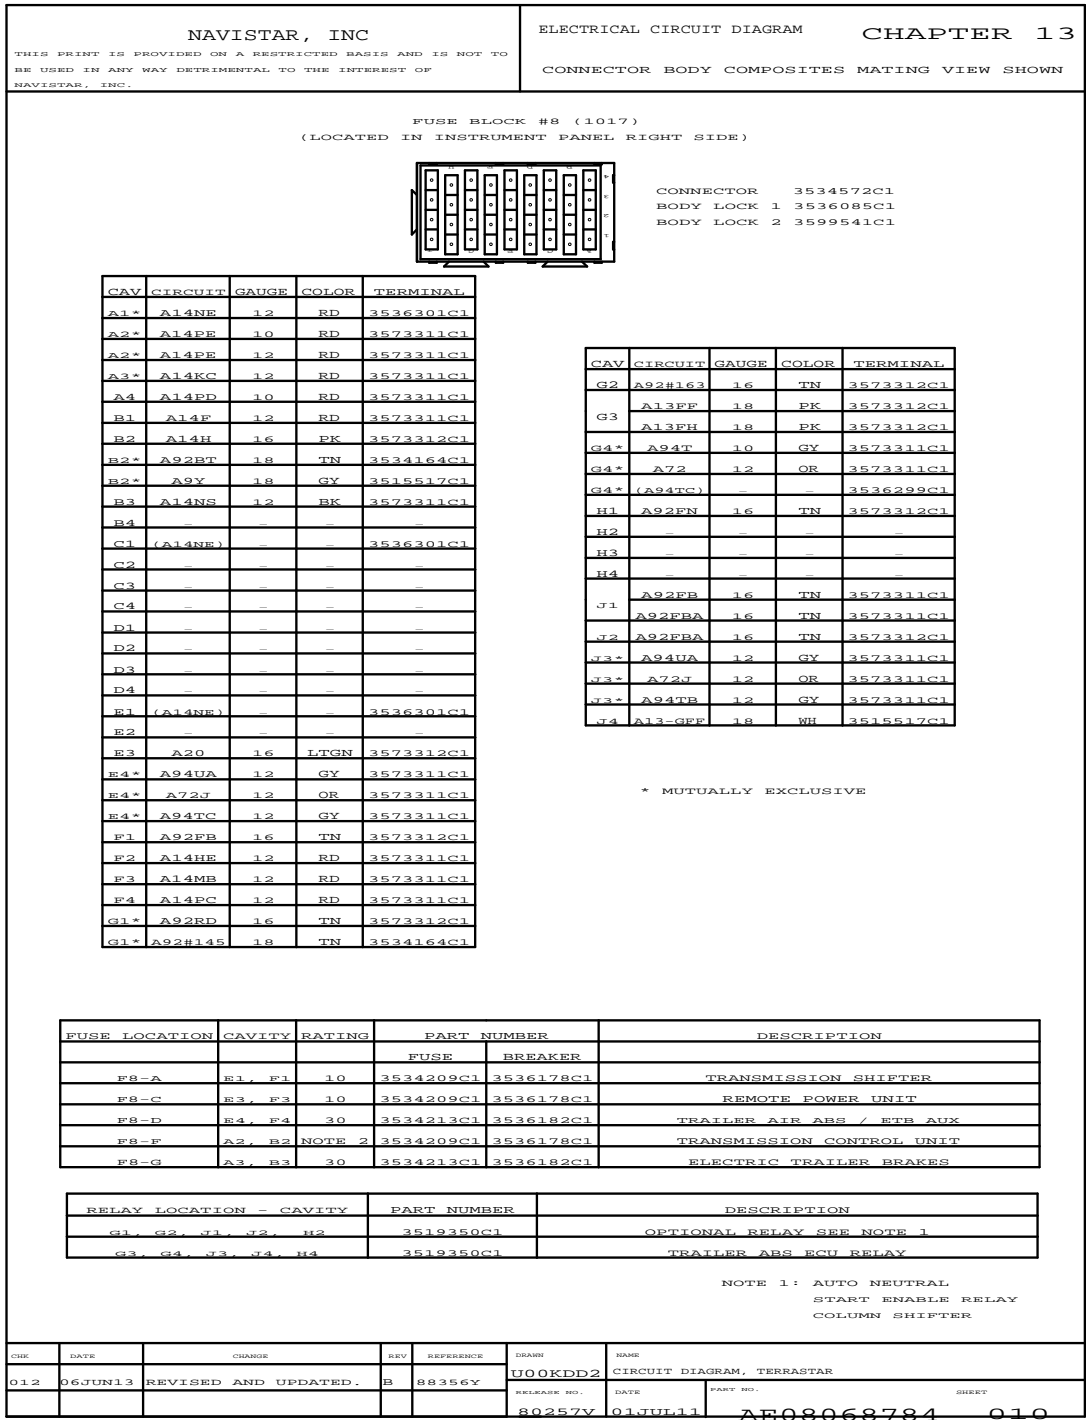 NAVISTAR, INC
THIS PRINT IS PROVIDED ON A RESTRICTED BASIS AND IS NOT TO
BE USED IN ANY WAY DETRIMENTAL TO THE INTEREST OF
NAVISTAR, INC.
ELECTRICAL CIRCUIT DIAGRAM CHAPTER 13
CONNECTOR BODY COMPOSITES MATING VIEW SHOWN
FUSE BLOCK #8 (1017)
(LOCATED IN INSTRUMENT PANEL RIGHT SIDE)
CONNECTOR 3534572C1
BODY LOCK 1 3536085C1
BODY LOCK 2 3599541C1
CAV CIRCUIT GAUGE COLOR TERMINAL
A1* A14NE 12 RD 3536301C1
A2* A14PE 10 RD 3573311C1
A2* A14PE 12 RD 3573311C1
A3* A14KC 12 RD 3573311C1
A4 A14PD 10 RD 3573311C1
B1 A14F 12 RD 3573311C1
B2 A14H 16 PK 3573312C1
B2* A92BT 18 TN 3534164C1
B2* A9Y 18 GY 3515517C1
B3 A14NS 12 BK 3573311C1
B4 – – – –
C1 (A14NE) – – 3536301C1
C2 – – – –
C3 – – – –
C4 – – – –
D1 – – – –
D2 – – – –
D3 – – – –
D4 – – – –
E1 (A14NE) – – 3536301C1
E2 – – – –
E3 A20 16 LTGN 3573312C1
E4* A94UA 12 GY 3573311C1
E4* A72J 12 OR 3573311C1
E4* A94TC 12 GY 3573311C1
F1 A92FB 16 TN 3573312C1
F2 A14HE 12 RD 3573311C1
F3 A14MB 12 RD 3573311C1
F4 A14PC 12 RD 3573311C1
G1* A92RD 16 TN 3573312C1
G1* A92#145 18 TN 3534164C1
CAV CIRCUIT GAUGE COLOR TERMINAL
G2 A92#163 16 TN 3573312C1
G3 A13FF 18 PK 3573312C1
A13FH 18 PK 3573312C1
G4* A94T 10 GY 3573311C1
G4* A72 12 OR 3573311C1
G4* (A94TC) – – 3536299C1
H1 A92FN 16 TN 3573312C1
H2 – – – –
H3 – – – –
H4 – – – –
J1 A92FB 16 TN 3573311C1
A92FBA 16 TN 3573311C1
J2 A92FBA 16 TN 3573312C1
J3* A94UA 12 GY 3573311C1
J3* A72J 12 OR 3573311C1
J3* A94TB 12 GY 3573311C1
J4 A13-GFF 18 WH 3515517C1
* MUTUALLY EXCLUSIVE
FUSE LOCATION CAVITY RATING PART NUMBER DESCRIPTION
FUSE BREAKER
F8-A E1, F1 10 3534209C1 3536178C1 TRANSMISSION SHIFTER
F8-C E3, F3 10 3534209C1 3536178C1 REMOTE POWER UNIT
F8-D E4, F4 30 3534213C1 3536182C1 TRAILER AIR ABS / ETB AUX
F8-F A2, B2 NOTE 2 3534209C1 3536178C1 TRANSMISSION CONTROL UNIT
F8-G A3, B3 30 3534213C1 3536182C1 ELECTRIC TRAILER BRAKES
RELAY LOCATION – CAVITY PART NUMBER DESCRIPTION
G1, G2, J1, J2, H2 3519350C1 OPTIONAL RELAY SEE NOTE 1
G3, G4, J3, J4, H4 3519350C1 TRAILER ABS ECU RELAY
NOTE 1: AUTO NEUTRAL
START ENABLE RELAY
COLUMN SHIFTER
CHK DATE CHANGE REV REFERENCE DRAWN NAME
012 06JUN13 REVISED AND UPDATED. B 88356Y U00KDD2 CIRCUIT DIAGRAM, TERRASTAR
RELEASE NO. DATE PART NO. SHEET
80257V 01JUL11 AE08068784 010